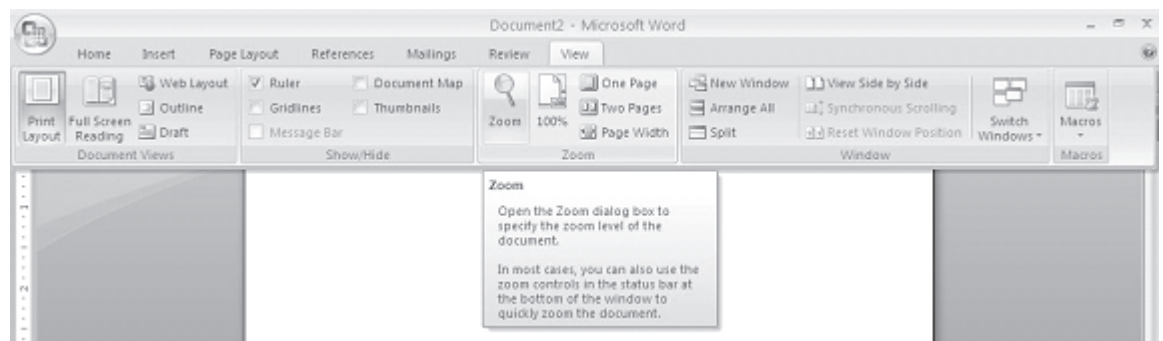 Document2 - Microsoft Word
Home Insert Page Layout References Mailings Review View
Print Layout
Full Screen Reading
Web Layout
Outline
Draft
Document Views
Ruler
Gridlines
Message Bar
Document Map
Thumbnails
Show/Hide
Zoom
100%
One Page
Two Pages
Page Width
Zoom
New Window
Arrange All
Split
View Side by Side
Synchronous Scrolling
Reset Window Position
Switch Windows
Window
Macros
Macros
Zoom
Open the Zoom dialog box to
specify the zoom level of the
document.
In most cases, you can also use the
zoom controls in the status bar at
the bottom of the window to
quickly zoom the document.
1
2